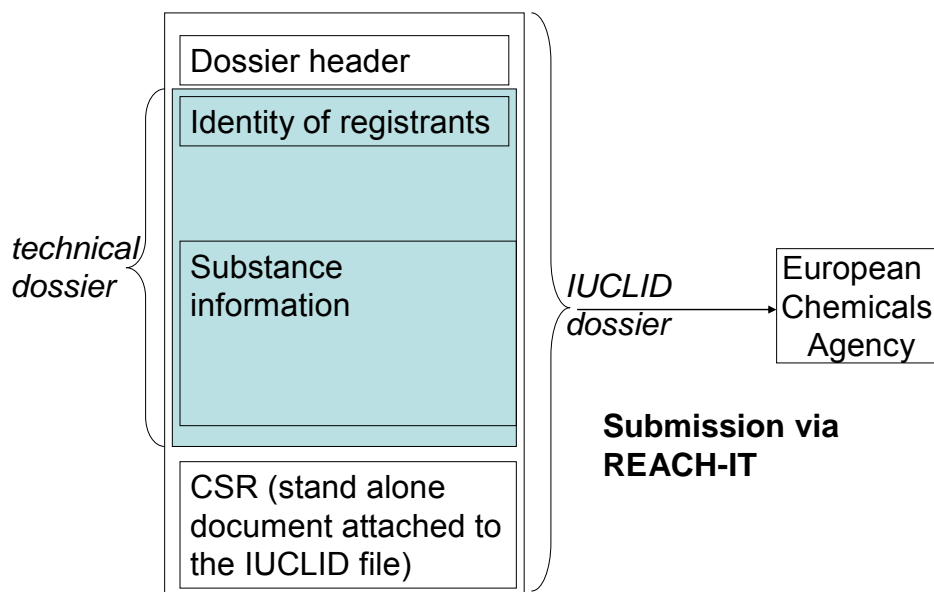 Dossier header
Identity of registrants
technical
dossier
Substance
information
IUCLID
dossier
European
Chemicals
Agency
Submission via
REACH-IT
CSR (stand alone
document attached to
the IUCLID file)